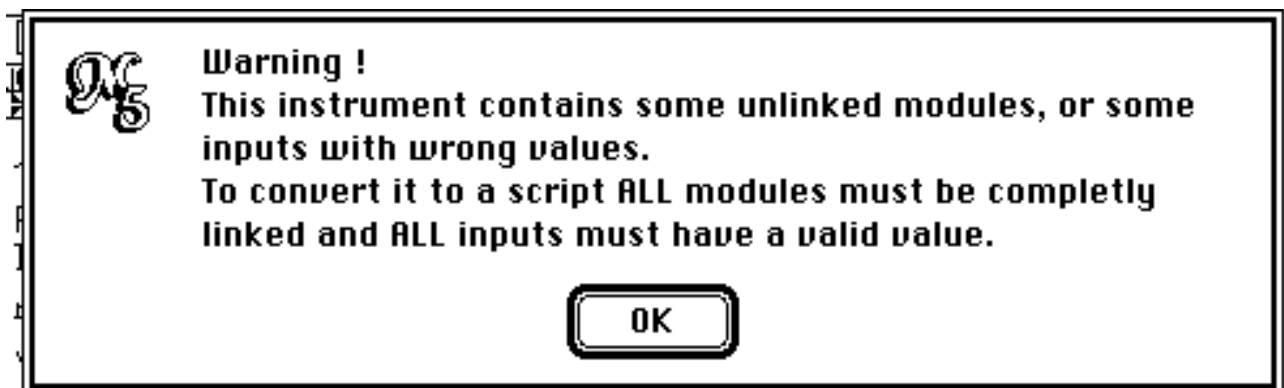 M5
Warning !
This instrument contains some unlinked modules, or some
inputs with wrong values.
To convert it to a script ALL modules must be completly
linked and ALL inputs must have a valid value.
OK